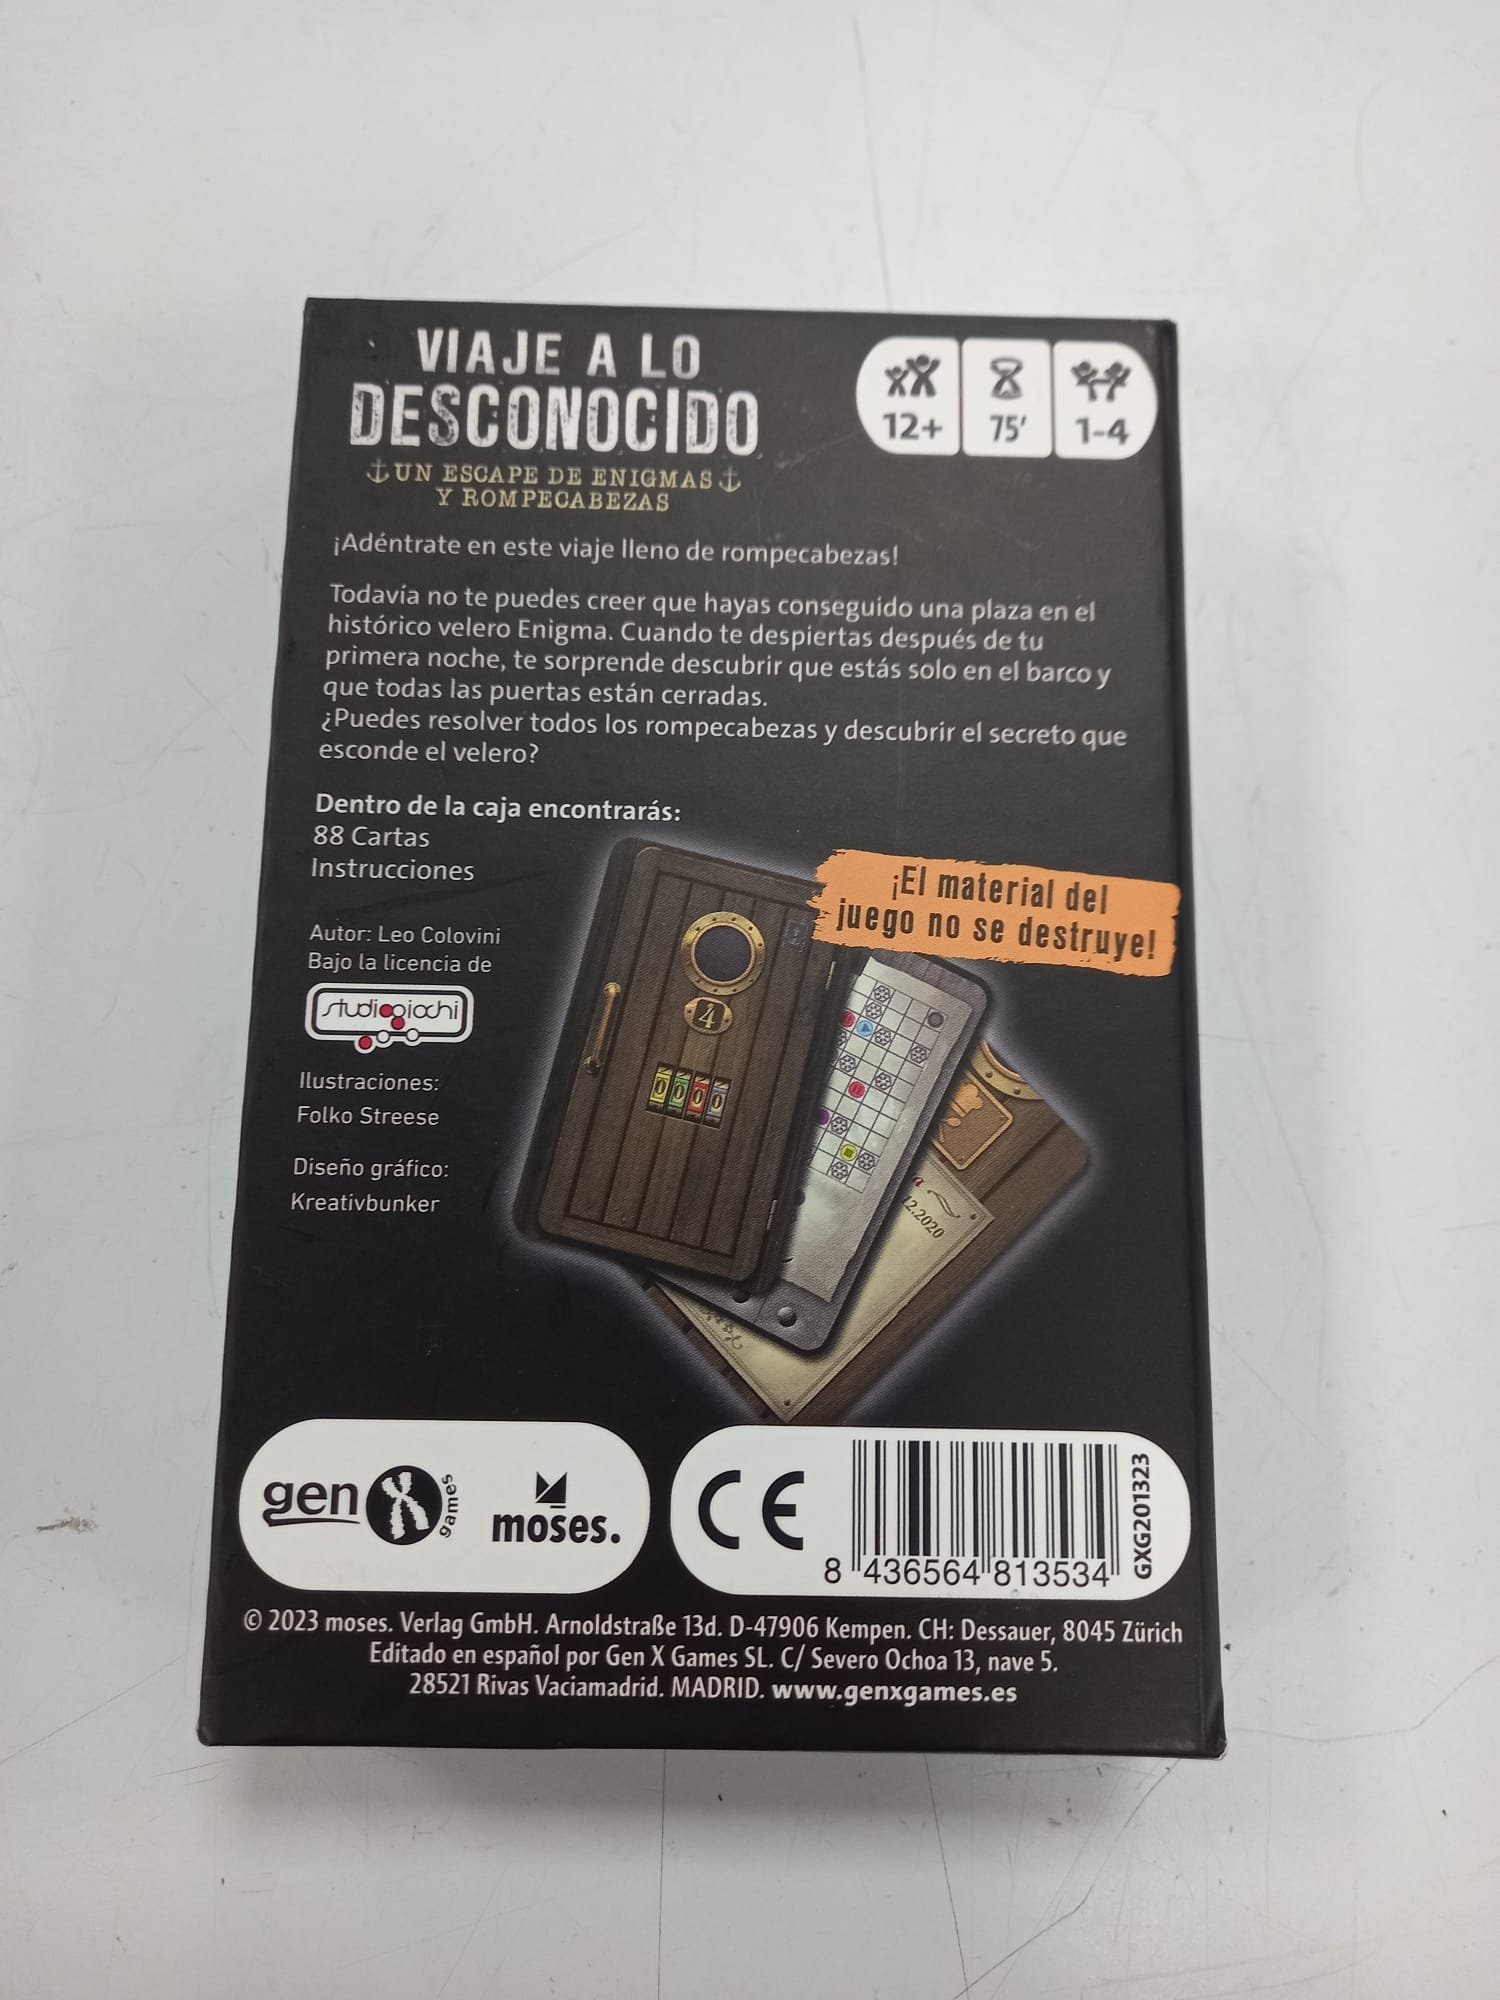 VIAJE A LO
DESCONOCIDO
UN ESCAPE DE ENIGMAS
Y ROMPECABEZAS
12+
75'
1-4
¡Adéntrate en este viaje lleno de rompecabezas!
Todavía no te puedes creer que hayas conseguido una plaza en el
histórico velero Enigma. Cuando te despiertas después de tu
primera noche, te sorprende descubrir que estás solo en el barco y
que todas las puertas están cerradas.
¿Puedes resolver todos los rompecabezas y descubrir el secreto que
esconde el velero?
Dentro de la caja encontrarás:
88 Cartas
Instrucciones
¡El material del
juego no se destruye!
Autor: Leo Colovini
Bajo la licencia de
studiogiochi
Ilustraciones:
Folko Streese
Diseño gráfico:
Kreativbunker
4
0000
12.2020
gen X games
moses.
CE
8 436564 813534
GXG201323
© 2023 moses. Verlag GmbH. Arnoldstraße 13d. D-47906 Kempen. CH: Dessauer, 8045 Zürich
Editado en español por Gen X Games SL. C/ Severo Ochoa 13, nave 5.
28521 Rivas Vaciamadrid. MADRID. www.genxgames.es